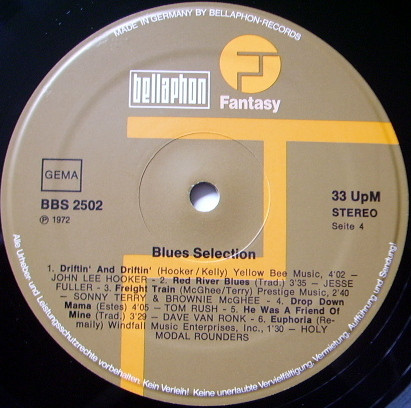 MADE IN GERMANY BY BELLAPHON-RECORDS
bellaphon
Fantasy
GEMA
BBS 2502
℗ 1972
33 UpM
STEREO
Seite 4
Blues Selection
1. Driftin' And Driftin' (Hooker/Kelly) Yellow Bee Music, 4'02 –
JOHN LEE HOOKER - 2. Red River Blues (Trad.) 3'35 – JESSE
FULLER - 3. Freight Train (McGhee/Terry) Prestige Music, 2'40
– SONNY TERRY & BROWNIE McGHEE - 4. Drop Down
Mama (Estes) 4'05 – TOM RUSH - 5. He Was A Friend Of
Mine (Trad.) 3'29 – DAVE VAN RONK - 6. Euphoria (Re-
mally) Windfall Music Enterprises, Inc., 1'30 – HOLY
MODAL ROUNDERS
Alle Urheber- und Leistungsschutzrechte vorbehalten. Kein Verleih! Keine unerlaubte Vervielfältigung, Vermietung, Aufführung und Sendung!